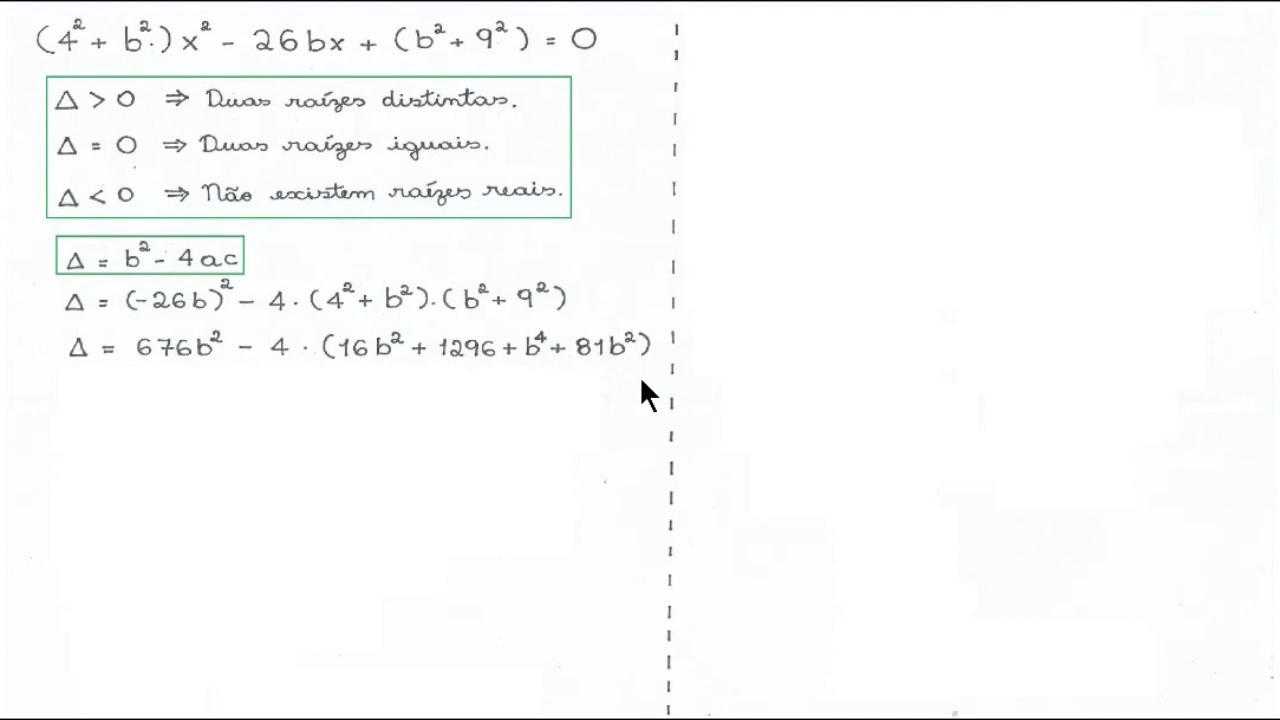 (4² + b².) x² - 26bx + (b² + 9²) = 0
Δ > 0 ⇒ Duas raízes distintas.
Δ = 0 ⇒ Duas raízes iguais.
Δ < 0 ⇒ Não existem raízes reais.
Δ = b² - 4ac
Δ = (-26b)² - 4 . (4² + b²) . (b² + 9²)
Δ = 676b² - 4 . (16b² + 1296 + b⁴ + 81b²)